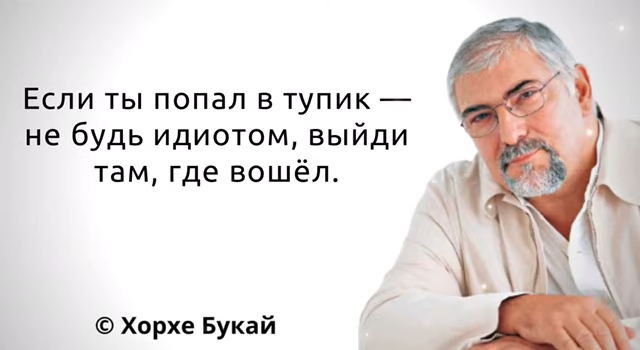 Если ты попал в тупик —
не будь идиотом, выйди
там, где вошёл.
© Хорхе Букай